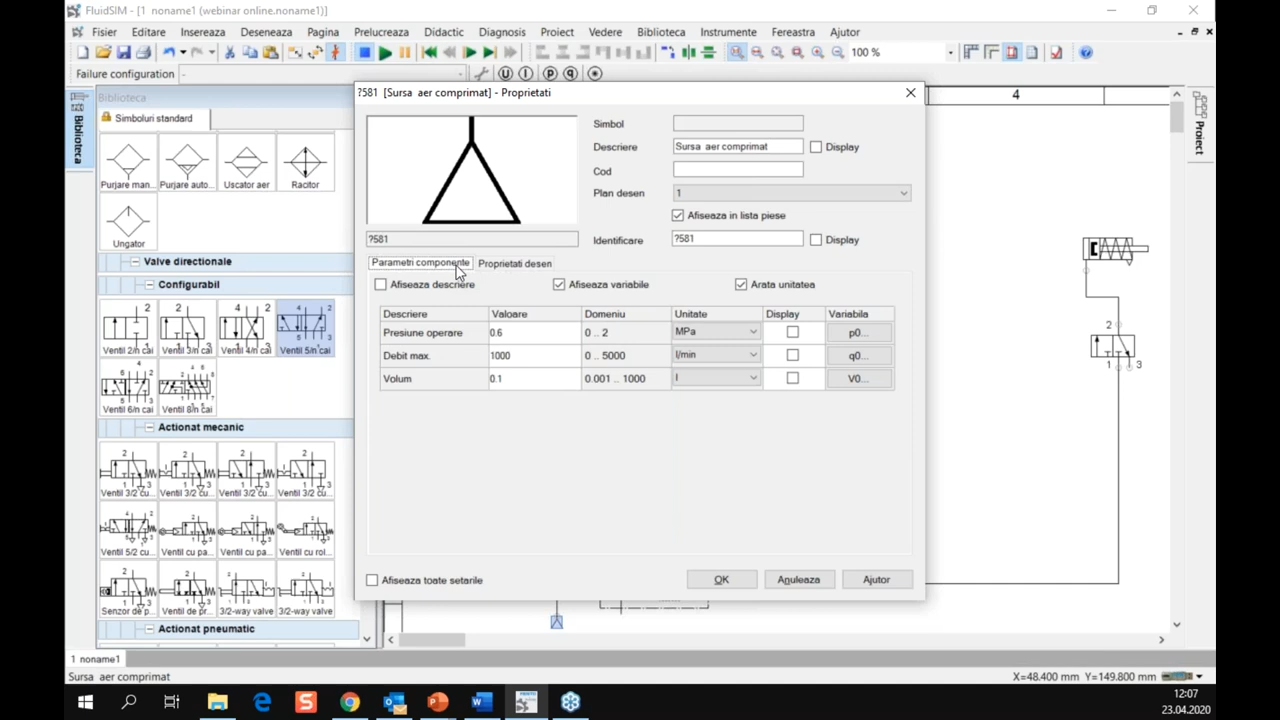 FluidSIM - [1 noname1 (webinar online.noname1)]
Fisier Editare Insereaza Deseneaza Pagina Prelucreaza Didactic Diagnosis Proiect Vedere Biblioteca Instrumente Fereastra Ajutor
100 %
Failure configuration -
Biblioteca
Simboluri standard
Biblioteca
Proiect
Purjare man... Purjare auto... Uscator aer Racitor
Ungator
Valve directionale
Configurabil
Ventil 2/n cai Ventil 3/n cai Ventil 4/n cai Ventil 5/n cai
Ventil 6/n cai Ventil 8/n cai
Actionat mecanic
Ventil 3/2 cu... Ventil 3/2 cu... Ventil 3/2 cu... Ventil 3/2 cu...
Ventil 5/2 cu... Ventil cu pa... Ventil cu pa... Ventil cu rol...
Senzor de p... Ventil de pr... 3/2-way valve 3/2-way valve
Actionat pneumatic
?581 [Sursa aer comprimat] - Proprietati
Simbol
Descriere Sursa aer comprimat Display
Cod
Plan desen 1
Afiseaza in lista piese
?581
Identificare ?581 Display
Parametri componente Proprietati desen
Afiseaza descriere Afiseaza variabile Arata unitatea
Descriere Valoare Domeniu Unitate Display Variabila
Presiune operare 0.6 0 .. 2 MPa p0...
Debit max. 1000 0 .. 5000 l/min q0...
Volum 0.1 0.001 .. 1000 l V0...
Afiseaza toate setarile OK Anuleaza Ajutor
4
2
1 3
1 noname1
Sursa aer comprimat X=48.400 mm Y=149.800 mm
12:07
23.04.2020